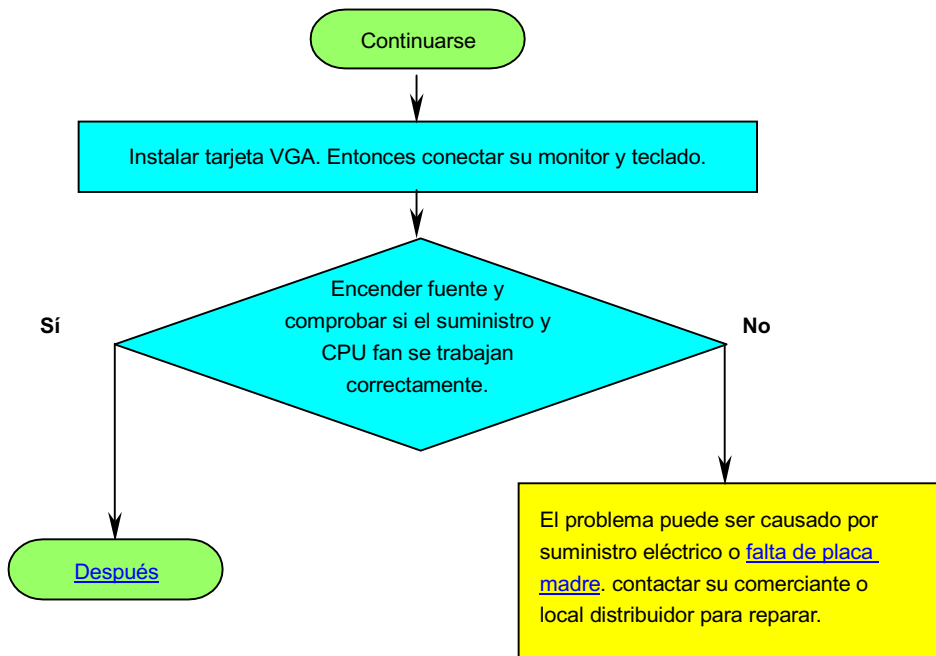 Continuarse
Instalar tarjeta VGA. Entonces conectar su monitor y teclado.
Encender fuente y
comprobar si el suministro y
CPU fan se trabajan
correctamente.
Sí
No
Después
El problema puede ser causado por
suministro eléctrico o falta de placa
madre. contactar su comerciante o
local distribuidor para reparar.